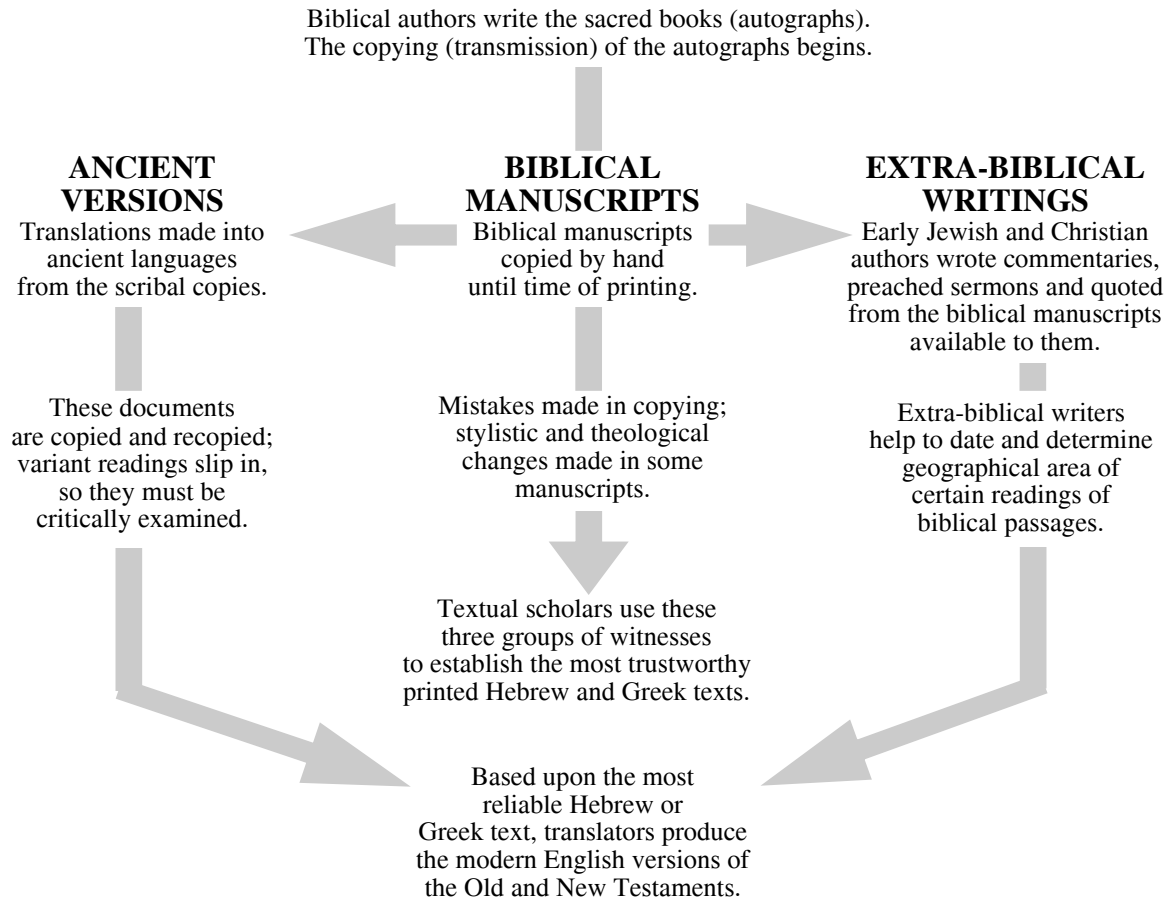 Biblical authors write the sacred books (autographs).
The copying (transmission) of the autographs begins.
ANCIENT
VERSIONS
Translations made into
ancient languages
from the scribal copies.
These documents
are copied and recopied;
variant readings slip in,
so they must be
critically examined.
BIBLICAL
MANUSCRIPTS
Biblical manuscripts
copied by hand
until time of printing.
Mistakes made in copying;
stylistic and theological
changes made in some
manuscripts.
EXTRA-BIBLICAL
WRITINGS
Early Jewish and Christian
authors wrote commentaries,
preached sermons and quoted
from the biblical manuscripts
available to them.
Extra-biblical writers
help to date and determine
geographical area of
certain readings of
biblical passages.
Textual scholars use these
three groups of witnesses
to establish the most trustworthy
printed Hebrew and Greek texts.
Based upon the most
reliable Hebrew or
Greek text, translators produce
the modern English versions of
the Old and New Testaments.